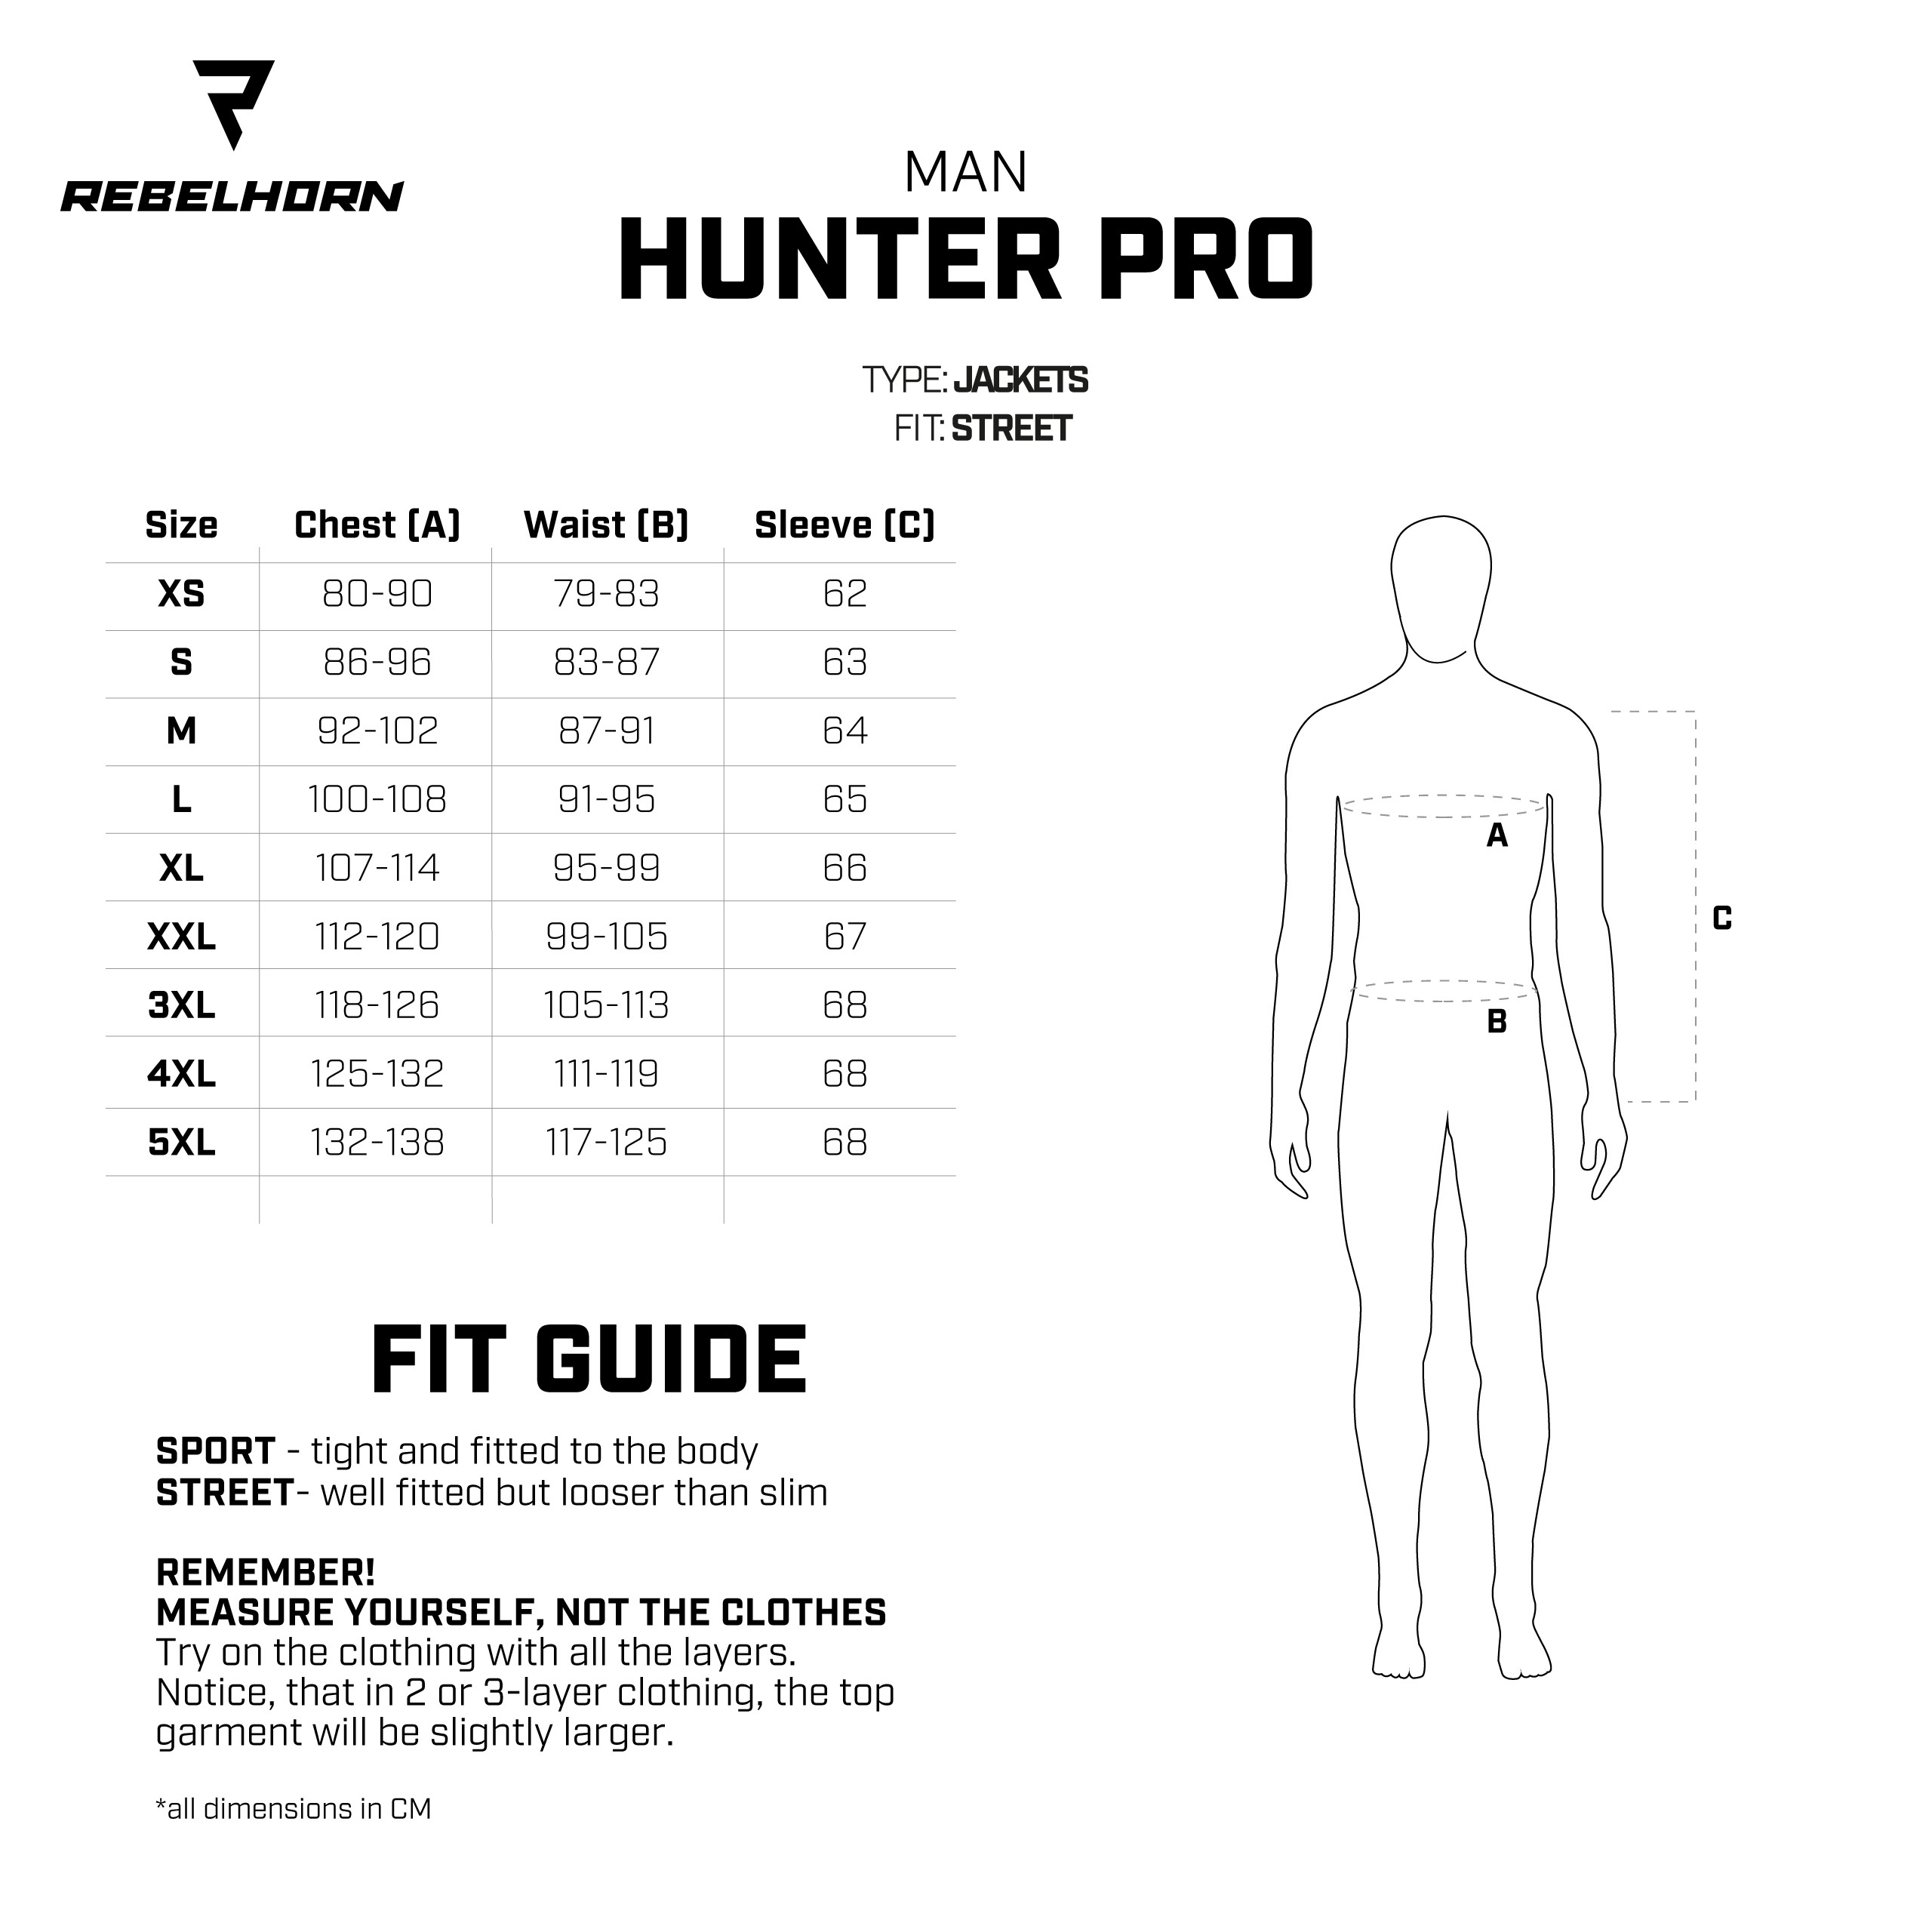 REBELHORN
MAN
HUNTER PRO
TYPE: JACKETS
FIT: STREET
Size Chest (A) Waist (B) Sleeve (C)
XS 80-90 79-83 62
S 86-96 83-87 63
M 92-102 87-91 64
L 100-108 91-95 65
XL 107-114 95-99 66
XXL 112-120 99-105 67
3XL 118-126 105-113 68
4XL 125-132 111-119 68
5XL 132-138 117-125 68
A
C
B
FIT GUIDE
SPORT - tight and fitted to the body
STREET- well fitted but looser than slim
REMEMBER!
MEASURE YOURSELF, NOT THE CLOTHES
Try on the clothing with all the layers.
Notice, that in 2 or 3-layer clothing, the top
garment will be slightly larger.
*all dimensions in CM